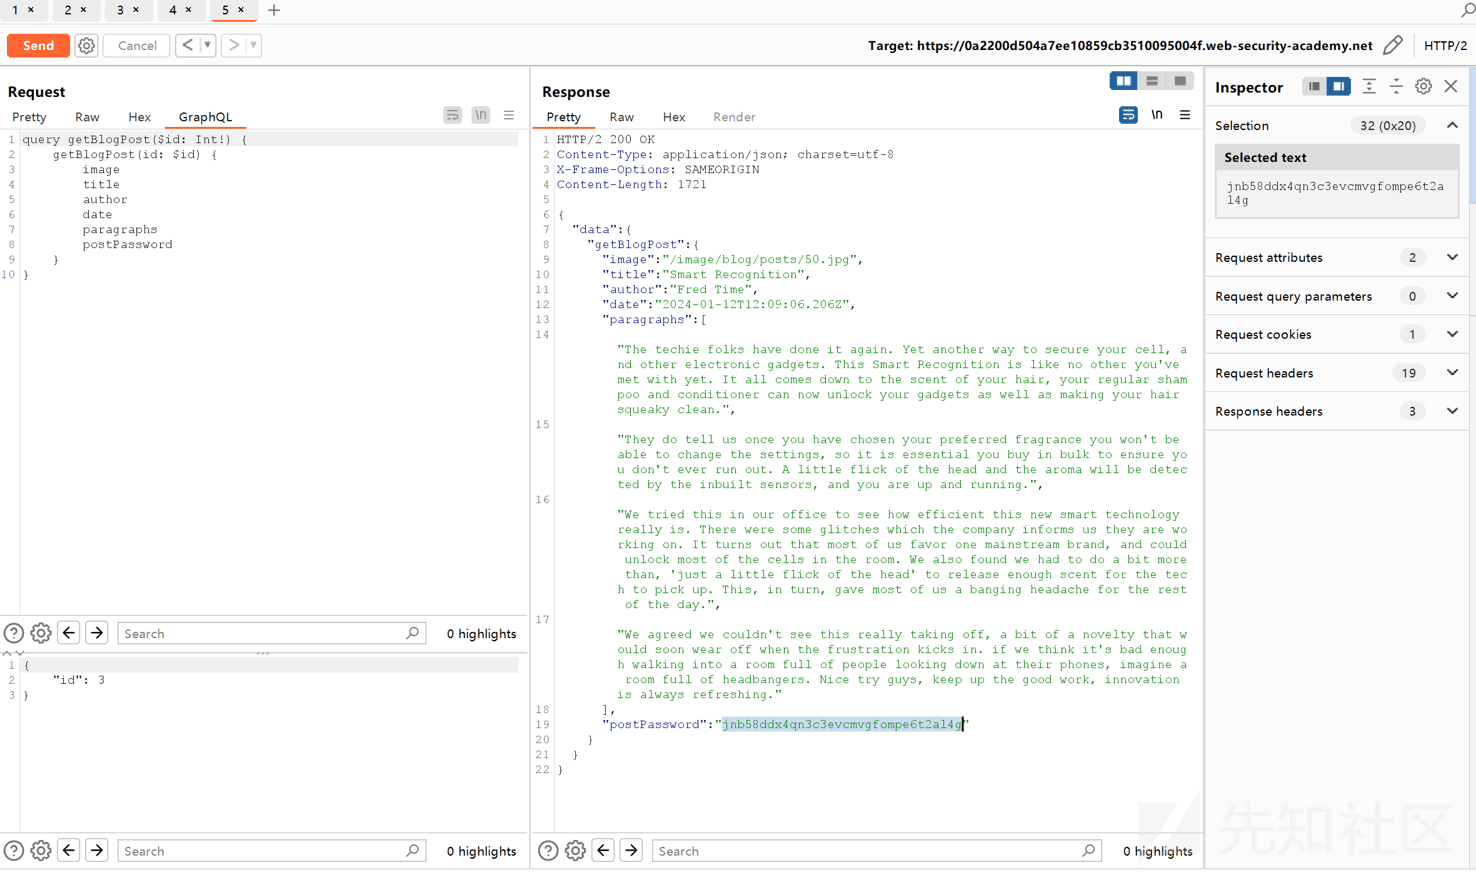 1 × 2 × 3 × 4 × 5 × +
Send Cancel < ▾ > ▾ Target: https://0a2200d504a7ee10859cb3510095004f.web-security-academy.net HTTP/2
Request
Pretty Raw Hex GraphQL \n
1 query getBlogPost($id: Int!) {
2 getBlogPost(id: $id) {
3 image
4 title
5 author
6 date
7 paragraphs
8 postPassword
9 }
10 }
? Search 0 highlights
1 {
2 "id": 3
3 }
? Search 0 highlights
Response
Pretty Raw Hex Render \n
1 HTTP/2 200 OK
2 Content-Type: application/json; charset=utf-8
3 X-Frame-Options: SAMEORIGIN
4 Content-Length: 1721
5
6 {
7 "data":{
8 "getBlogPost":{
9 "image":"/image/blog/posts/50.jpg",
10 "title":"Smart Recognition",
11 "author":"Fred Time",
12 "date":"2024-01-12T12:09:06.206Z",
13 "paragraphs":[
14
"The techie folks have done it again. Yet another way to secure your cell, a
nd other electronic gadgets. This Smart Recognition is like no other you've
met with yet. It all comes down to the scent of your hair, your regular sham
poo and conditioner can now unlock your gadgets as well as making your hair
squeaky clean.",
15
"They do tell us once you have chosen your preferred fragrance you won't be
able to change the settings, so it is essential you buy in bulk to ensure yo
u don't ever run out. A little flick of the head and the aroma will be detec
ted by the inbuilt sensors, and you are up and running.",
16
"We tried this in our office to see how efficient this new smart technology
really is. There were some glitches which the company informs us they are wo
rking on. It turns out that most of us favor one mainstream brand, and could
unlock most of the cells in the room. We also found we had to do a bit more
than, 'just a little flick of the head' to release enough scent for the tec
h to pick up. This, in turn, gave most of us a banging headache for the rest
of the day.",
17
"We agreed we couldn't see this really taking off, a bit of a novelty that w
ould soon wear off when the frustration kicks in. if we think it's bad enoug
h walking into a room full of people looking down at their phones, imagine a
room full of headbangers. Nice try guys, keep up the good work, innovation
is always refreshing."
18 ],
19 "postPassword":"jnb58ddx4qn3c3evcmvgfompe6t2al4g"
20 }
21 }
22 }
? Search 0 highlights
Inspector
Selection 32 (0x20)
Selected text
jnb58ddx4qn3c3evcmvgfompe6t2a
l4g
Request attributes 2
Request query parameters 0
Request cookies 1
Request headers 19
Response headers 3
先知社区